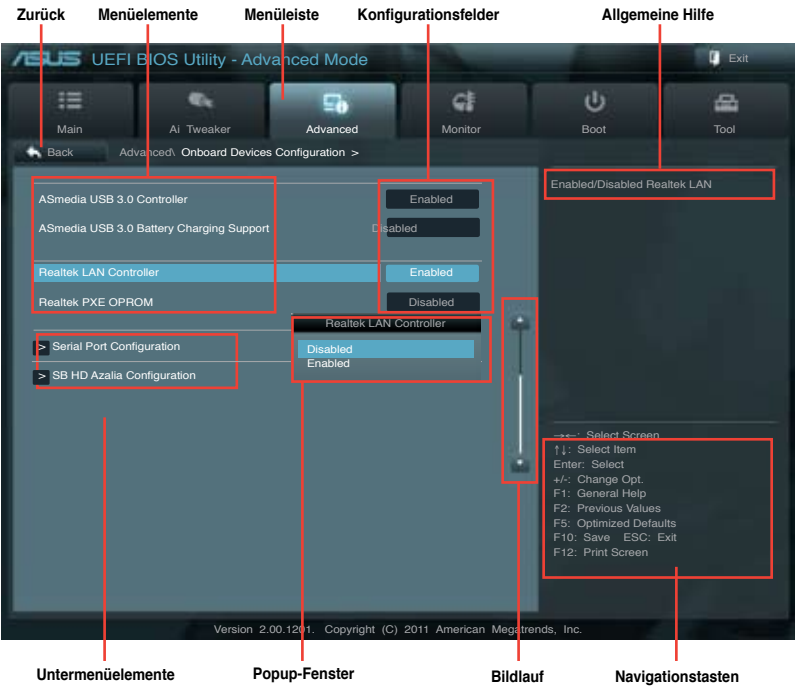 Zurück Menüelemente Menüleiste Konfigurationsfelder Allgemeine Hilfe
ASUS UEFI BIOS Utility - Advanced Mode Exit
Main Ai Tweaker Advanced Monitor Boot Tool
Back Advanced\ Onboard Devices Configuration >
Enabled/Disabled Realtek LAN
ASmedia USB 3.0 Controller Enabled
ASmedia USB 3.0 Battery Charging Support Disabled
Realtek LAN Controller Enabled
Realtek PXE OPROM Disabled
Realtek LAN Controller
Disabled
Enabled
> Serial Port Configuration
> SB HD Azalia Configuration
→←: Select Screen
↑↓: Select Item
Enter: Select
+/-: Change Opt.
F1: General Help
F2: Previous Values
F5: Optimized Defaults
F10: Save ESC: Exit
F12: Print Screen
Version 2.00.1201. Copyright (C) 2011 American Megatrends, Inc.
Untermenüelemente Popup-Fenster Bildlauf Navigationstasten